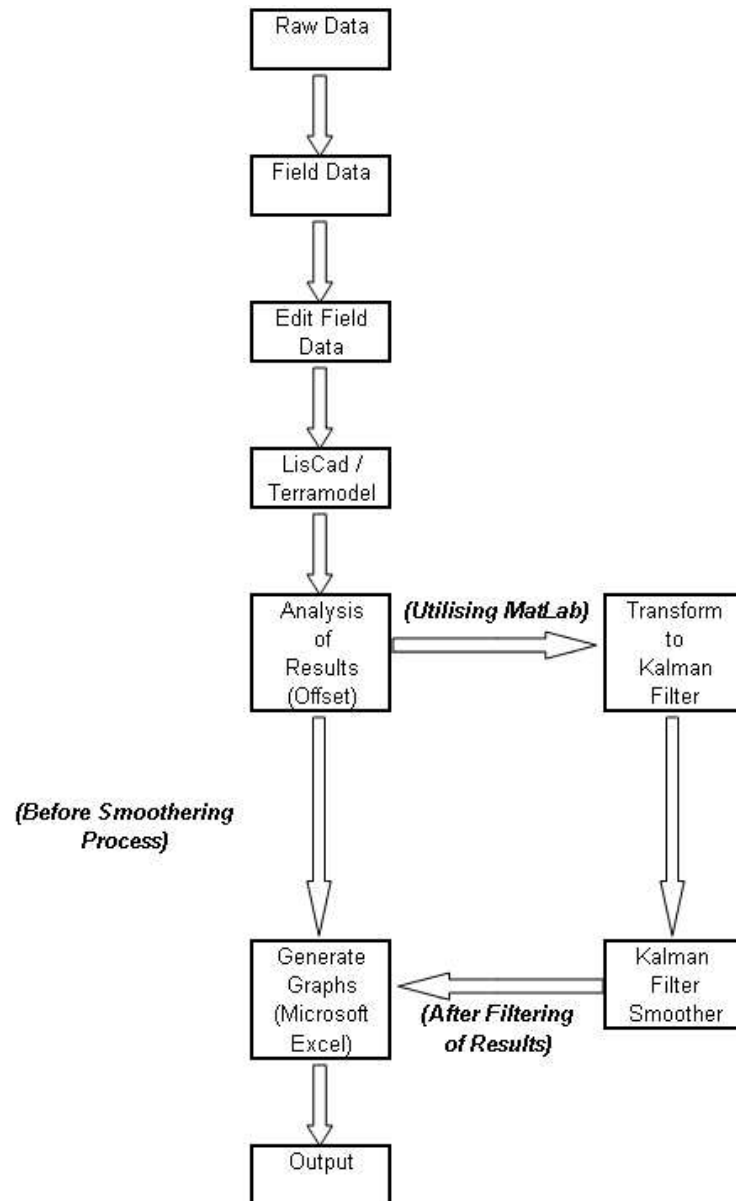 Raw Data
Field Data
Edit Field
Data
LisCad /
Terramodel
Analysis
of
Results
(Offset)
(Utilising MatLab)
Transform
to
Kalman
Filter
(Before Smoothering
Process)
Generate
Graphs
(Microsoft
Excel)
(After Filtering
of Results)
Kalman
Filter
Smoother
Output